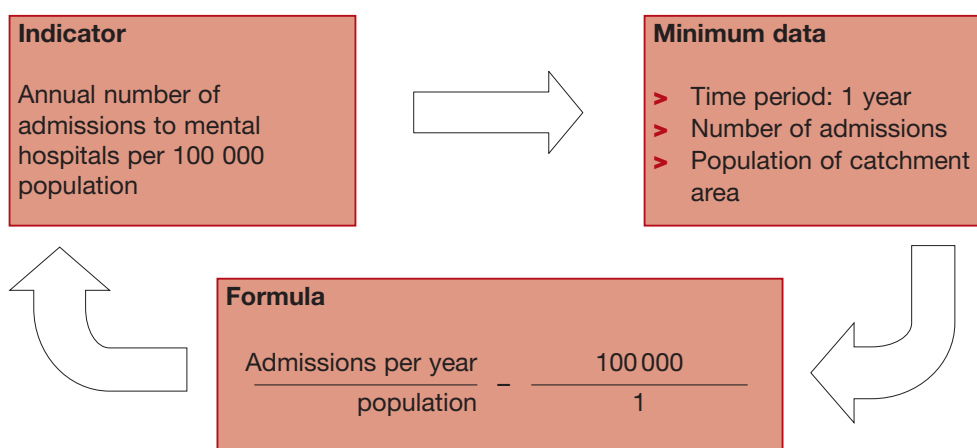 Indicator
Annual number of
admissions to mental
hospitals per 100 000
population
Minimum data
> Time period: 1 year
> Number of admissions
> Population of catchment
area
Formula
Admissions per year – 100 000
population 1